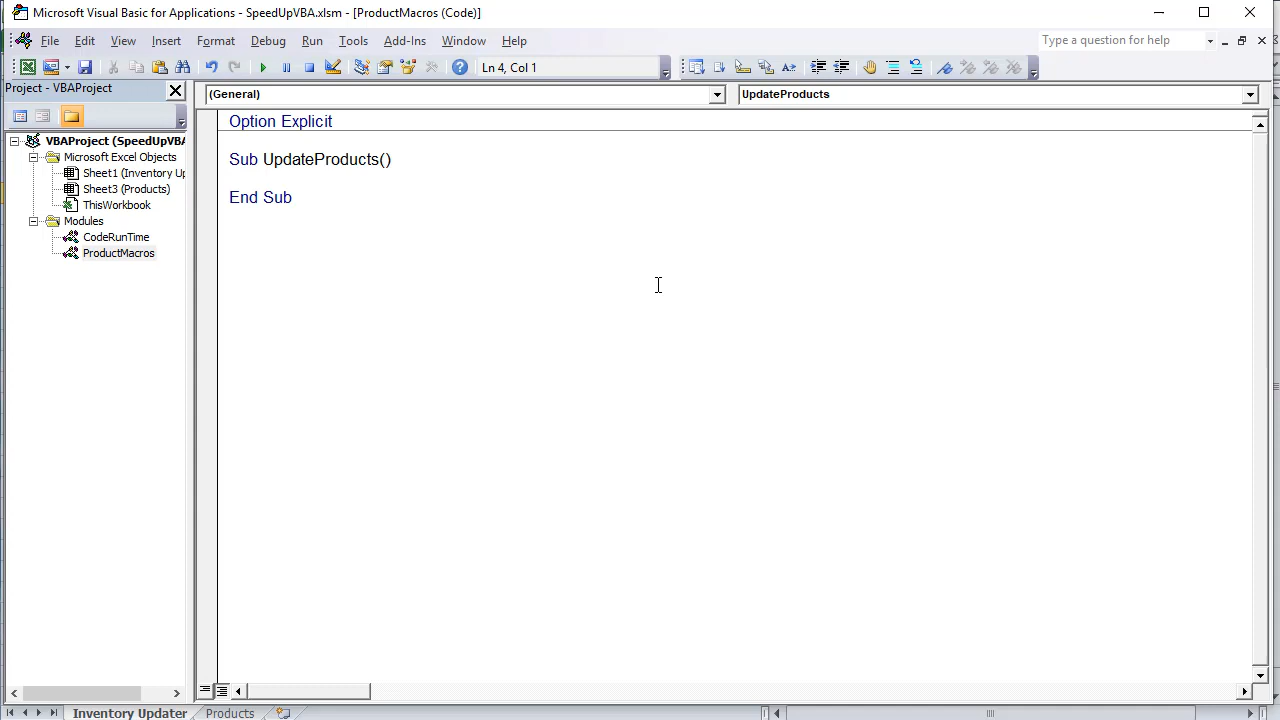 Microsoft Visual Basic for Applications - SpeedUpVBA.xlsm - [ProductMacros (Code)]
File Edit View Insert Format Debug Run Tools Add-Ins Window Help
Type a question for help
Ln 4, Col 1
Project - VBAProject
(General)
UpdateProducts
VBAProject (SpeedUpVBA
Microsoft Excel Objects
Sheet1 (Inventory Up
Sheet3 (Products)
ThisWorkbook
Modules
CodeRunTime
ProductMacros
Option Explicit
Sub UpdateProducts()
End Sub
Inventory Updater
Products